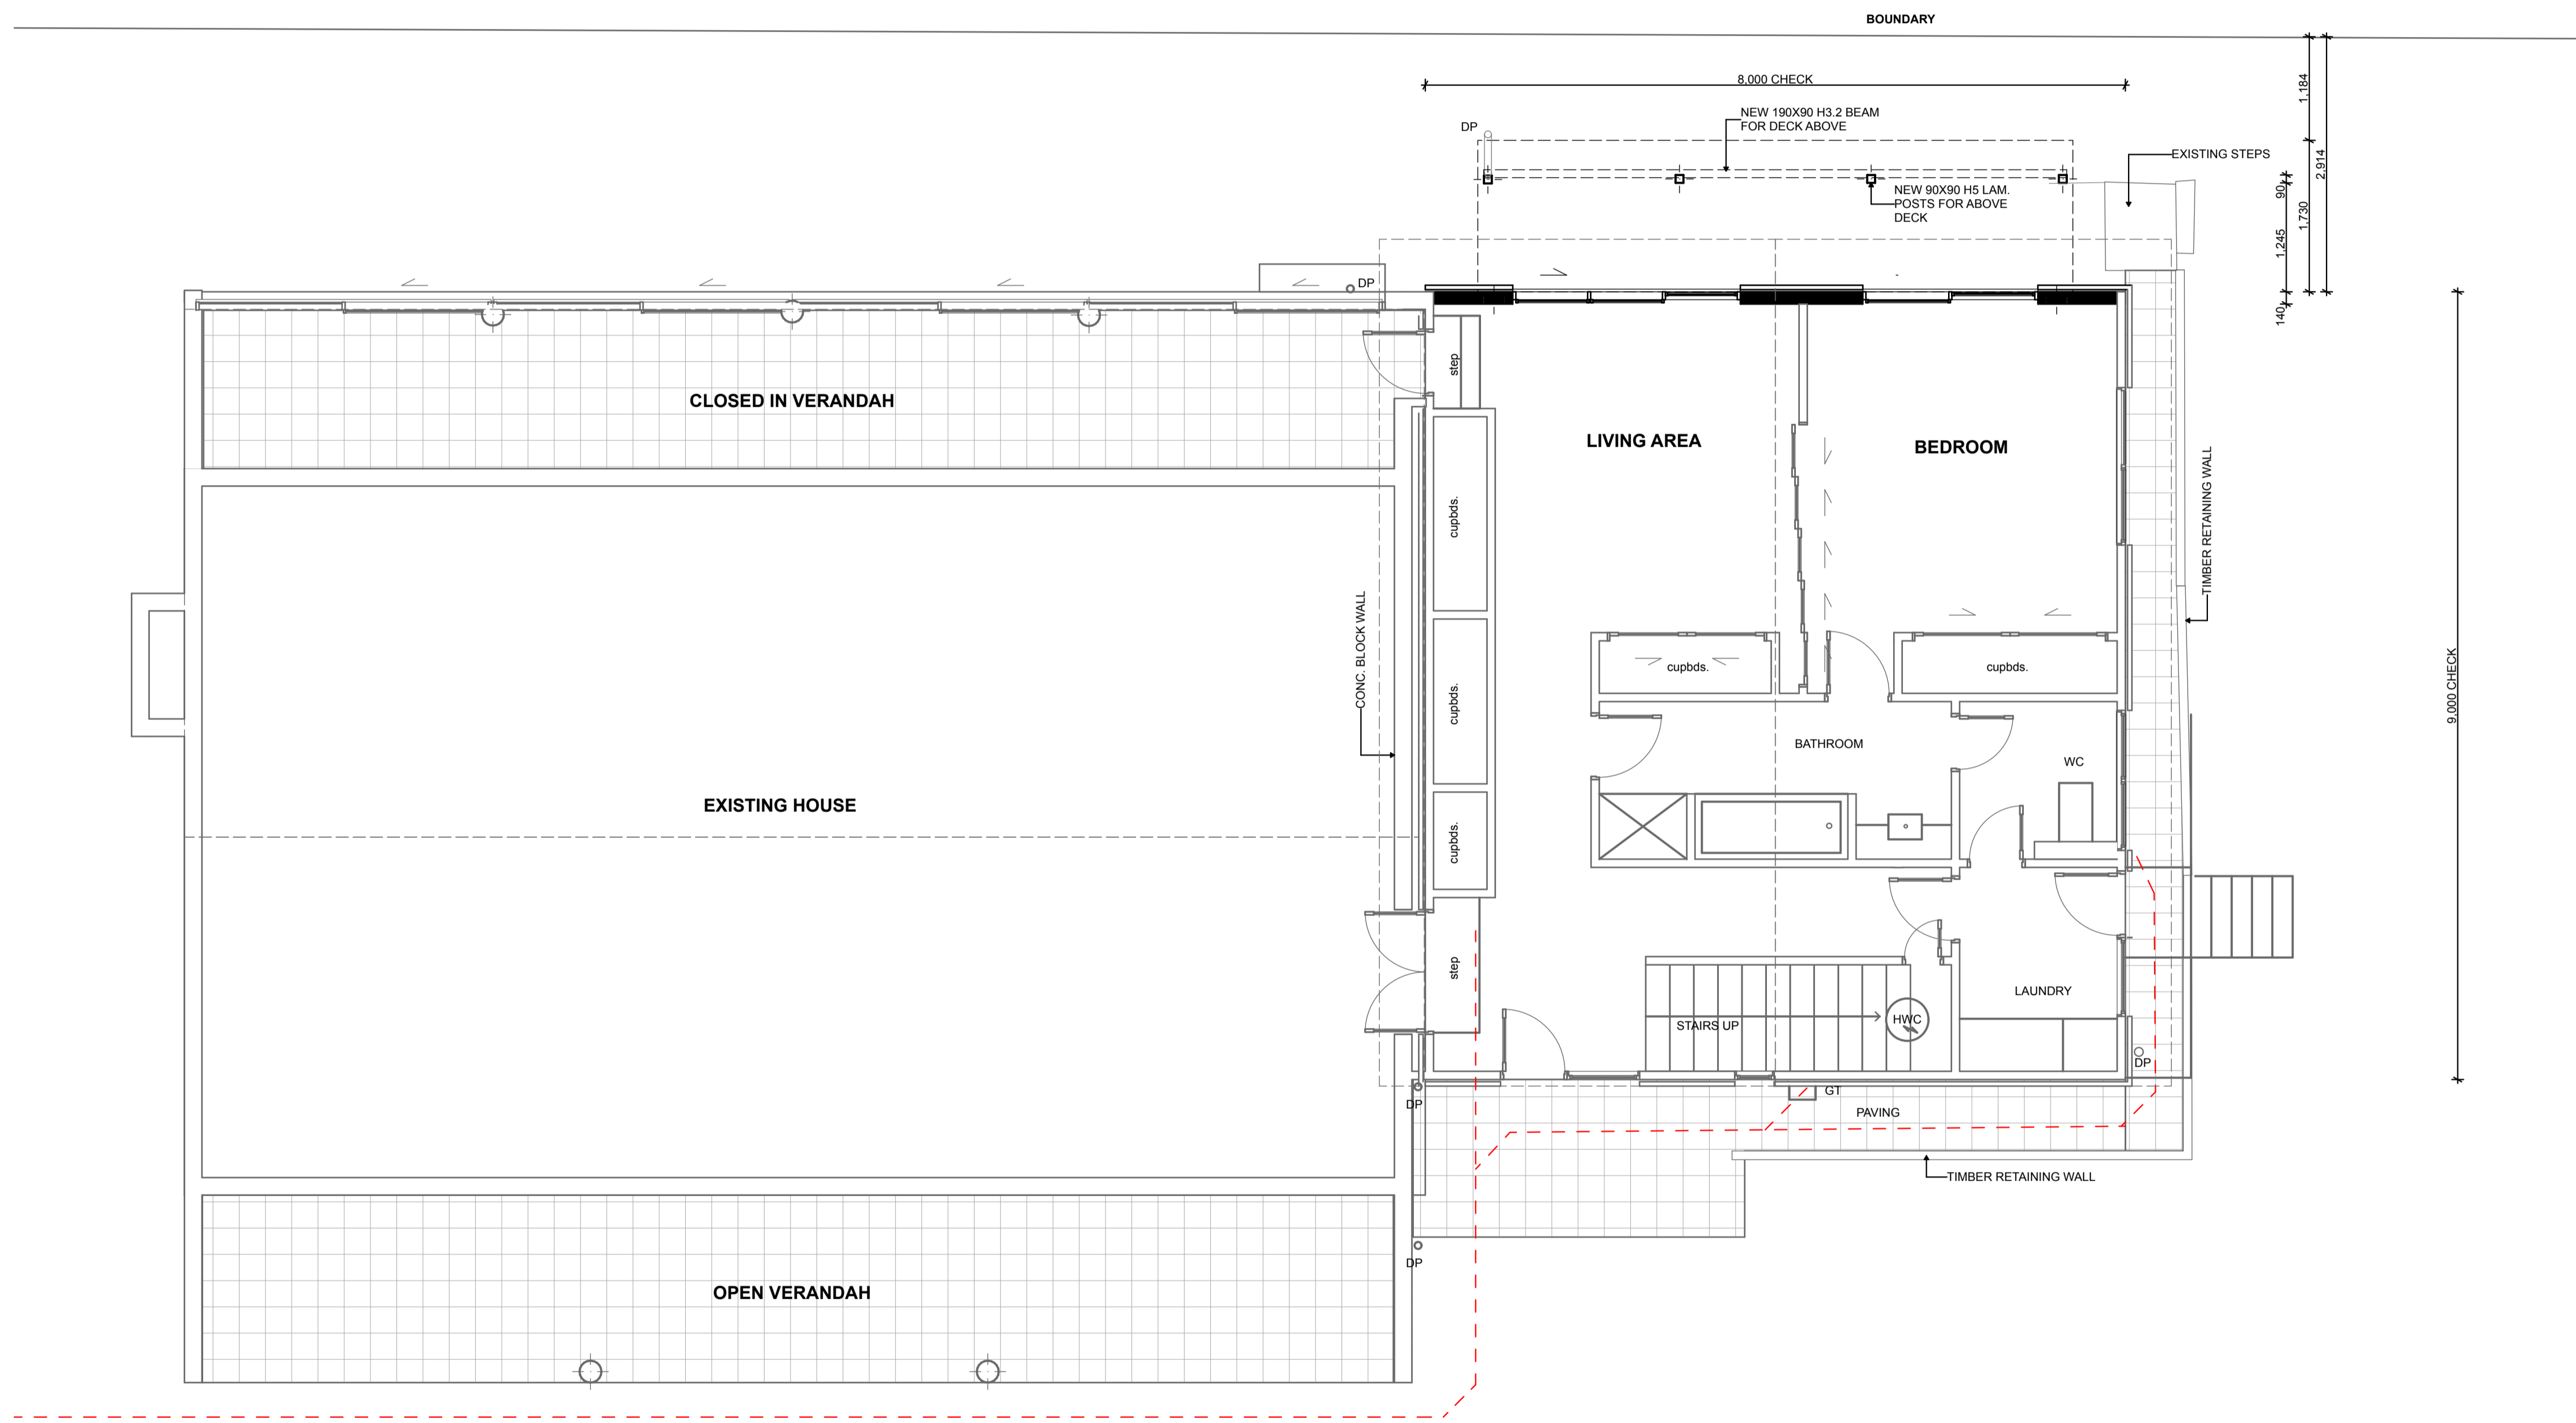 BOUNDARY
8,000 CHECK
1,184
2,914
NEW 190X90 H3.2 BEAM
FOR DECK ABOVE
DP
EXISTING STEPS
NEW 90X90 H5 LAM.
POSTS FOR ABOVE
DECK
90
1,730
1,245
140
DP
step
CLOSED IN VERANDAH
LIVING AREA
BEDROOM
cupbds.
TIMBER RETAINING WALL
CONC. BLOCK WALL
cupbds.
cupbds.
cupbds.
9,000 CHECK
BATHROOM
WC
EXISTING HOUSE
cupbds.
step
LAUNDRY
STAIRS UP
HWC
DP
GT
DP
PAVING
TIMBER RETAINING WALL
DP
OPEN VERANDAH